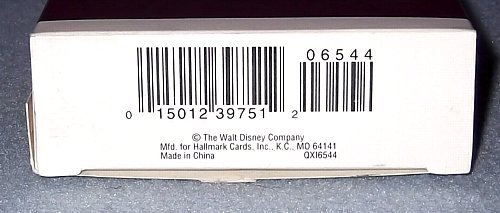 06544
0 15012 39751 2
© The Walt Disney Company
Mfd. for Hallmark Cards, Inc., K.C., MO 64141
Made in China QXI6544